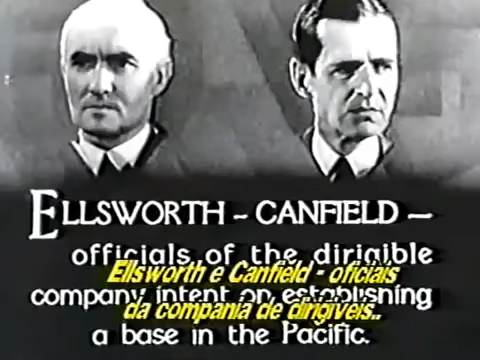 ELLSWORTH - CANFIELD -
officials of the dirigible
Ellsworth e Canfield - oficiais
company intent on establishing
da compania de dirigíveis..
a base in the Pacific.